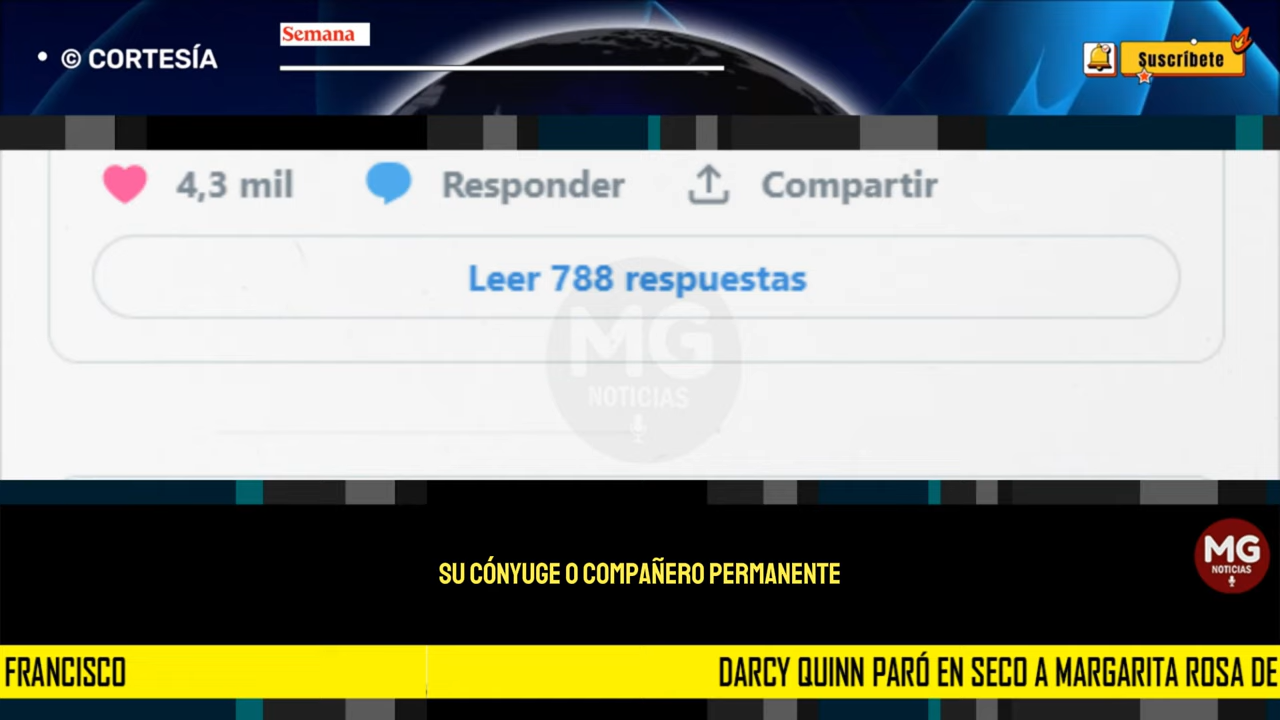 Semana
• © CORTESÍA
Suscríbete
4,3 mil Responder Compartir
Leer 788 respuestas
MG
NOTICIAS
SU CÓNYUGE O COMPAÑERO PERMANENTE
MG
NOTICIAS
FRANCISCO DARCY QUINN PARÓ EN SECO A MARGARITA ROSA DE